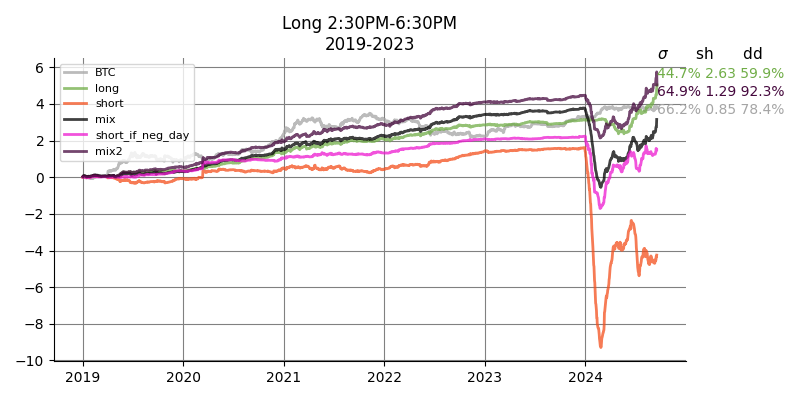 Long 2:30PM-6:30PM
2019-2023
σ sh dd
44.7% 2.63 59.9%
64.9% 1.29 92.3%
66.2% 0.85 78.4%
BTC
long
short
mix
short_if_neg_day
mix2
6
4
2
0
−2
−4
−6
−8
−10
2019 2020 2021 2022 2023 2024